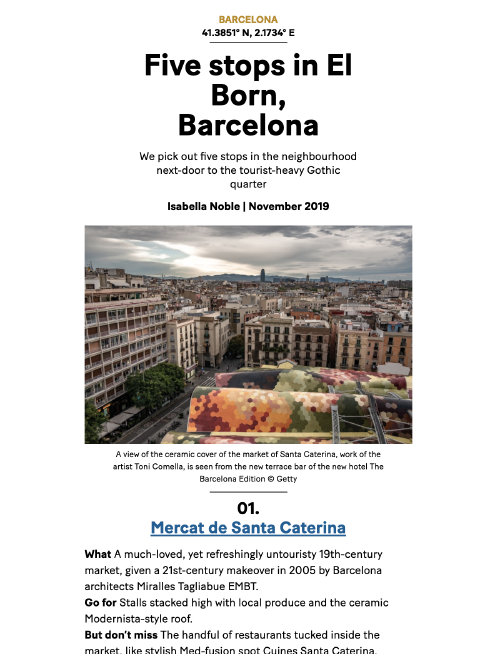 BARCELONA
41.3851° N, 2.1734° E
Five stops in El
Born,
Barcelona
We pick out five stops in the neighbourhood
next-door to the tourist-heavy Gothic
quarter
Isabella Noble | November 2019
A view of the ceramic cover of the market of Santa Caterina, work of the
artist Toni Comella, is seen from the new terrace bar of the new hotel The
Barcelona Edition © Getty
01.
Mercat de Santa Caterina
What A much-loved, yet refreshingly untouristy 19th-century
market, given a 21st-century makeover in 2005 by Barcelona
architects Miralles Tagliabue EMBT.
Go for Stalls stacked high with local produce and the ceramic
Modernista-style roof.
But don't miss The handful of restaurants tucked inside the
market, like stylish Med-fusion spot Cuines Santa Caterina.